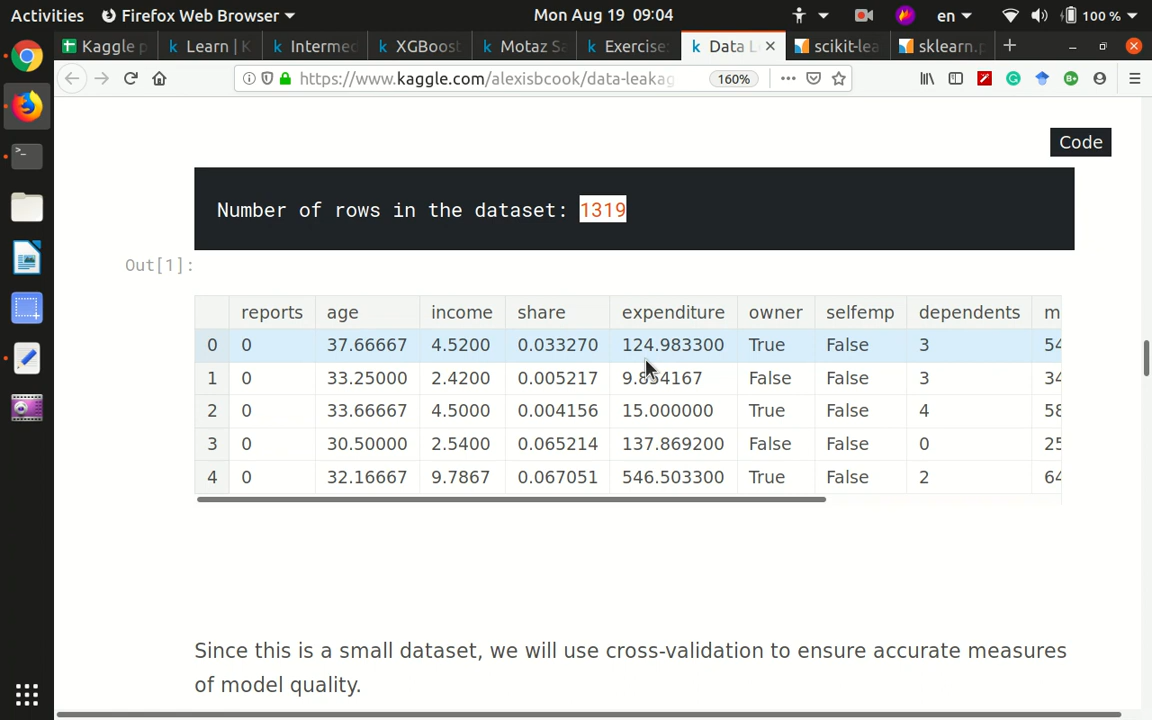 Activities Firefox Web Browser Mon Aug 19 09:04 en 100 %
Kaggle p Learn | K Intermed XGBoost Motaz Sa Exercise: Data L scikit-lea sklearn.p
https://www.kaggle.com/alexisbcook/data-leakag 160%
Code
Number of rows in the dataset: 1319
Out[1]:
reports age income share expenditure owner selfemp dependents m
0 0 37.66667 4.5200 0.033270 124.983300 True False 3 54
1 0 33.25000 2.4200 0.005217 9.854167 False False 3 34
2 0 33.66667 4.5000 0.004156 15.000000 True False 4 58
3 0 30.50000 2.5400 0.065214 137.869200 False False 0 25
4 0 32.16667 9.7867 0.067051 546.503300 True False 2 64
Since this is a small dataset, we will use cross-validation to ensure accurate measures
of model quality.